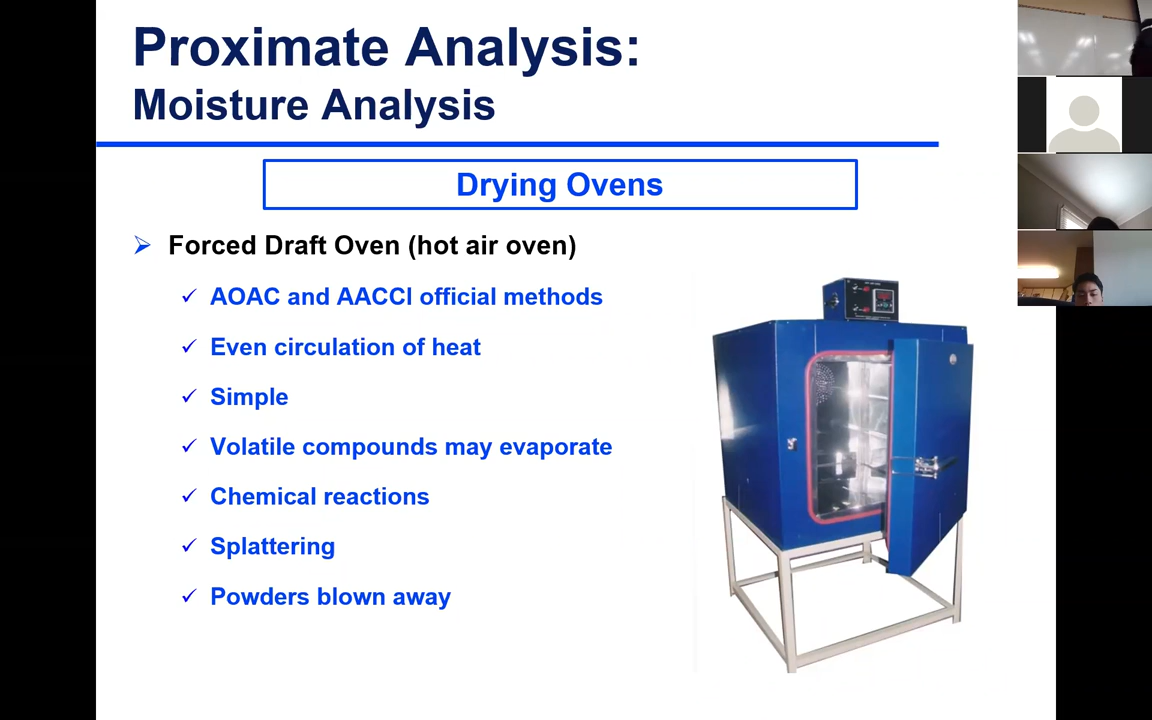 Proximate Analysis:
Moisture Analysis
Drying Ovens
Forced Draft Oven (hot air oven)
AOAC and AACCI official methods
Even circulation of heat
Simple
Volatile compounds may evaporate
Chemical reactions
Splattering
Powders blown away